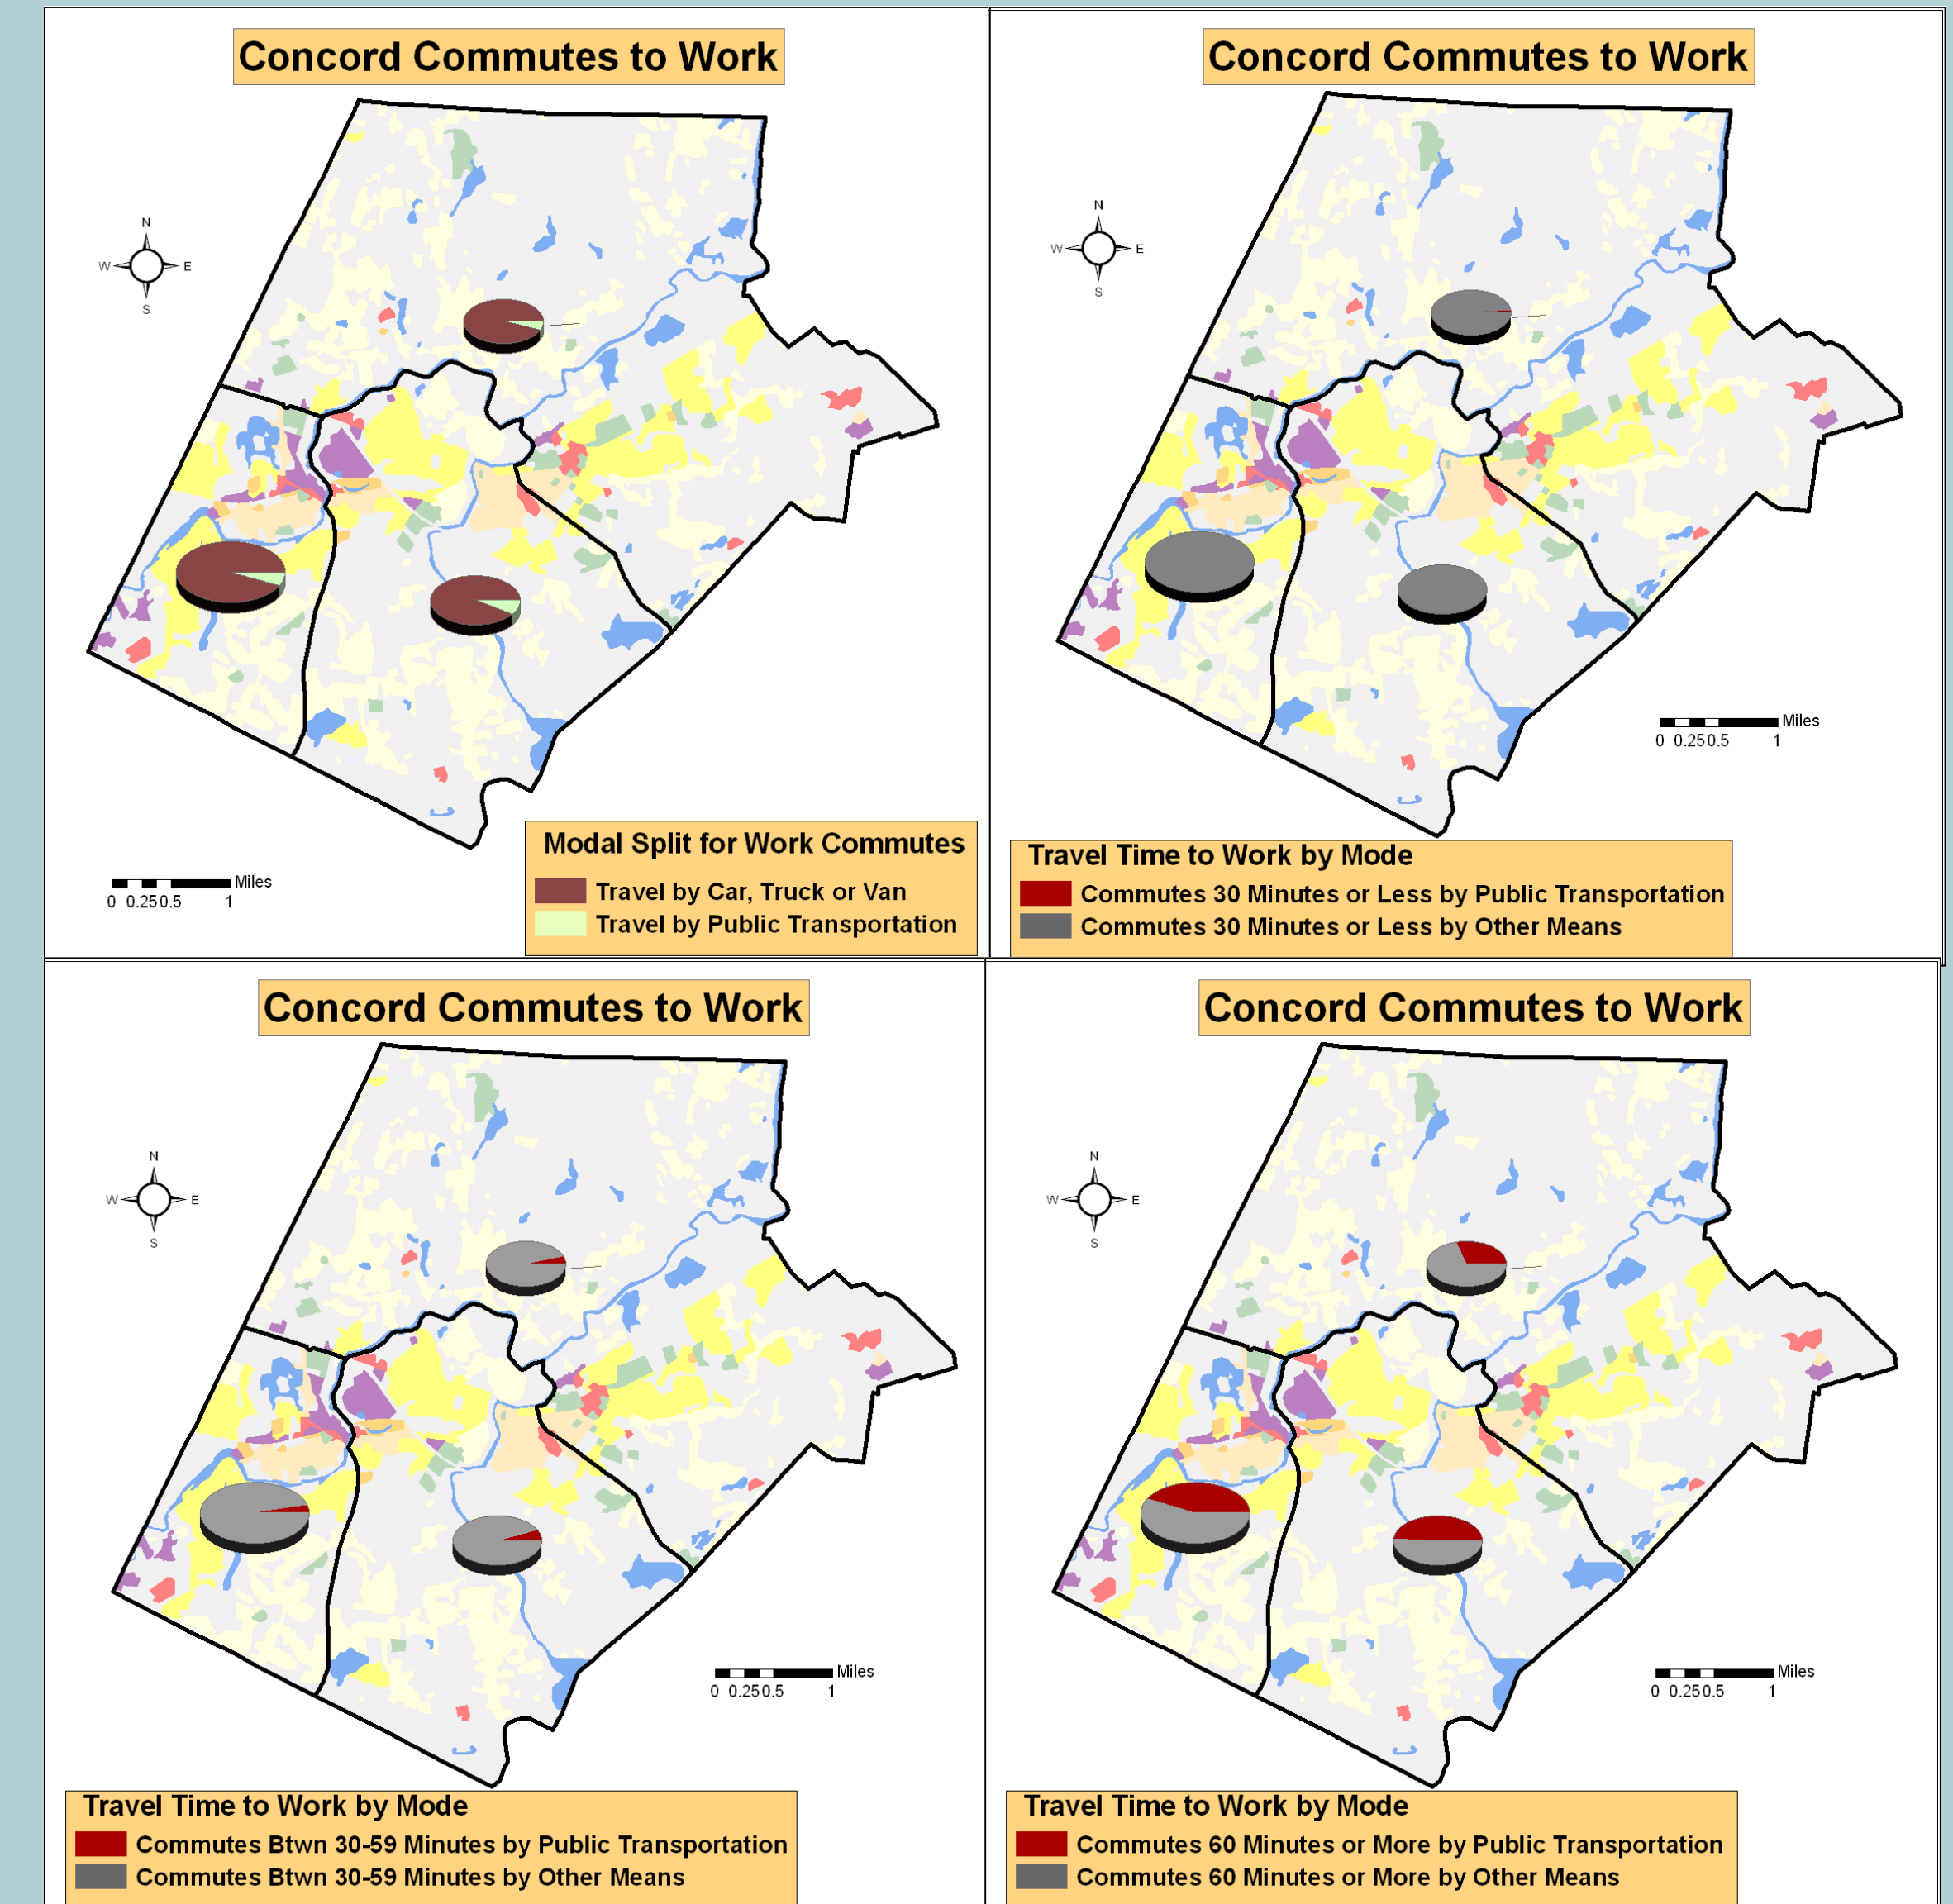 Concord Commutes to Work
N
W E
S
Miles
0 0.25 0.5 1
Modal Split for Work Commutes
Travel by Car, Truck or Van
Travel by Public Transportation
Concord Commutes to Work
N
W E
S
Miles
0 0.25 0.5 1
Travel Time to Work by Mode
Commutes 30 Minutes or Less by Public Transportation
Commutes 30 Minutes or Less by Other Means
Concord Commutes to Work
N
W E
S
Miles
0 0.25 0.5 1
Travel Time to Work by Mode
Commutes Btwn 30-59 Minutes by Public Transportation
Commutes Btwn 30-59 Minutes by Other Means
Concord Commutes to Work
N
W E
S
Miles
0 0.25 0.5 1
Travel Time to Work by Mode
Commutes 60 Minutes or More by Public Transportation
Commutes 60 Minutes or More by Other Means